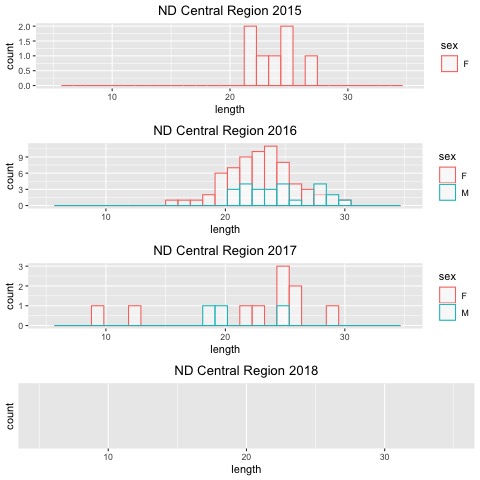 ND Central Region 2015
2.0
1.5
1.0
0.5
0.0
count
10 20 30
length
sex
F
ND Central Region 2016
9
6
3
0
count
10 20 30
length
sex
F
M
ND Central Region 2017
3
2
1
0
count
10 20 30
length
sex
F
M
ND Central Region 2018
count
10 20 30
length